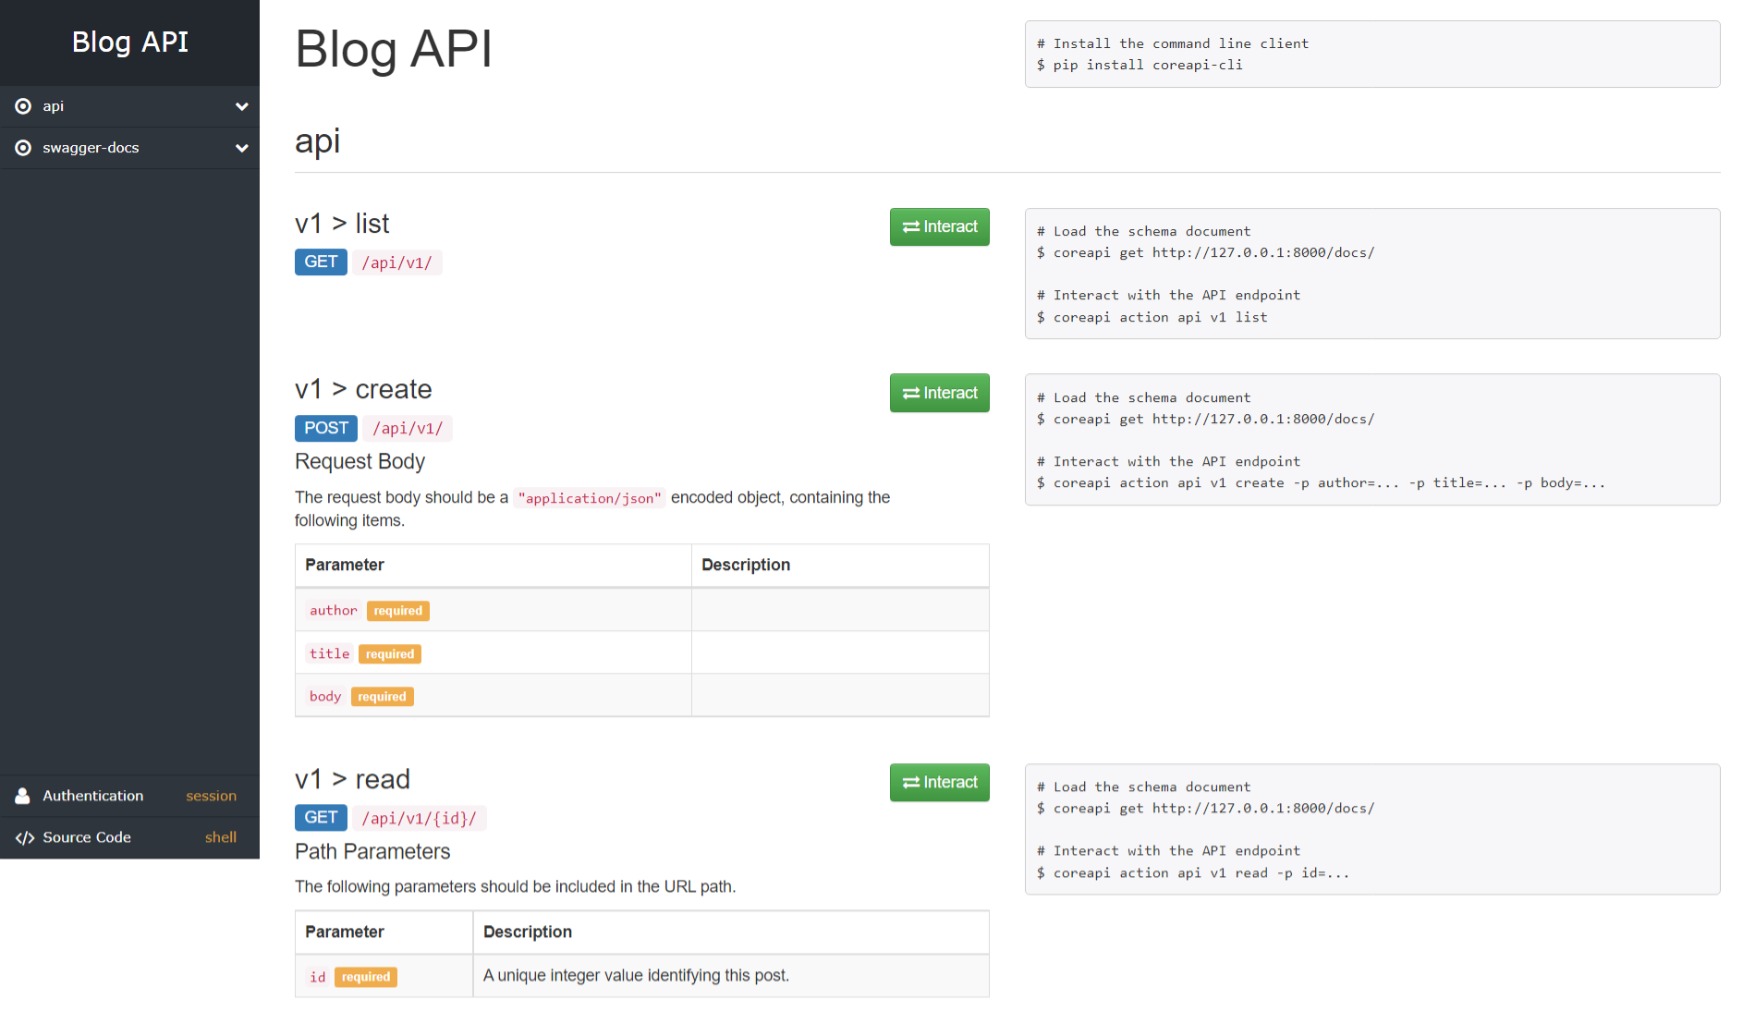 Blog API
api
swagger-docs
Authentication session
</> Source Code shell
Blog API
# Install the command line client
$ pip install coreapi-cli
api
v1 > list
Interact
GET /api/v1/
# Load the schema document
$ coreapi get http://127.0.0.1:8000/docs/
# Interact with the API endpoint
$ coreapi action api v1 list
v1 > create
Interact
POST /api/v1/
Request Body
The request body should be a "application/json" encoded object, containing the
following items.
Parameter Description
author required
title required
body required
# Load the schema document
$ coreapi get http://127.0.0.1:8000/docs/
# Interact with the API endpoint
$ coreapi action api v1 create -p author=... -p title=... -p body=...
v1 > read
Interact
GET /api/v1/{id}/
Path Parameters
The following parameters should be included in the URL path.
Parameter Description
id required A unique integer value identifying this post.
# Load the schema document
$ coreapi get http://127.0.0.1:8000/docs/
# Interact with the API endpoint
$ coreapi action api v1 read -p id=...